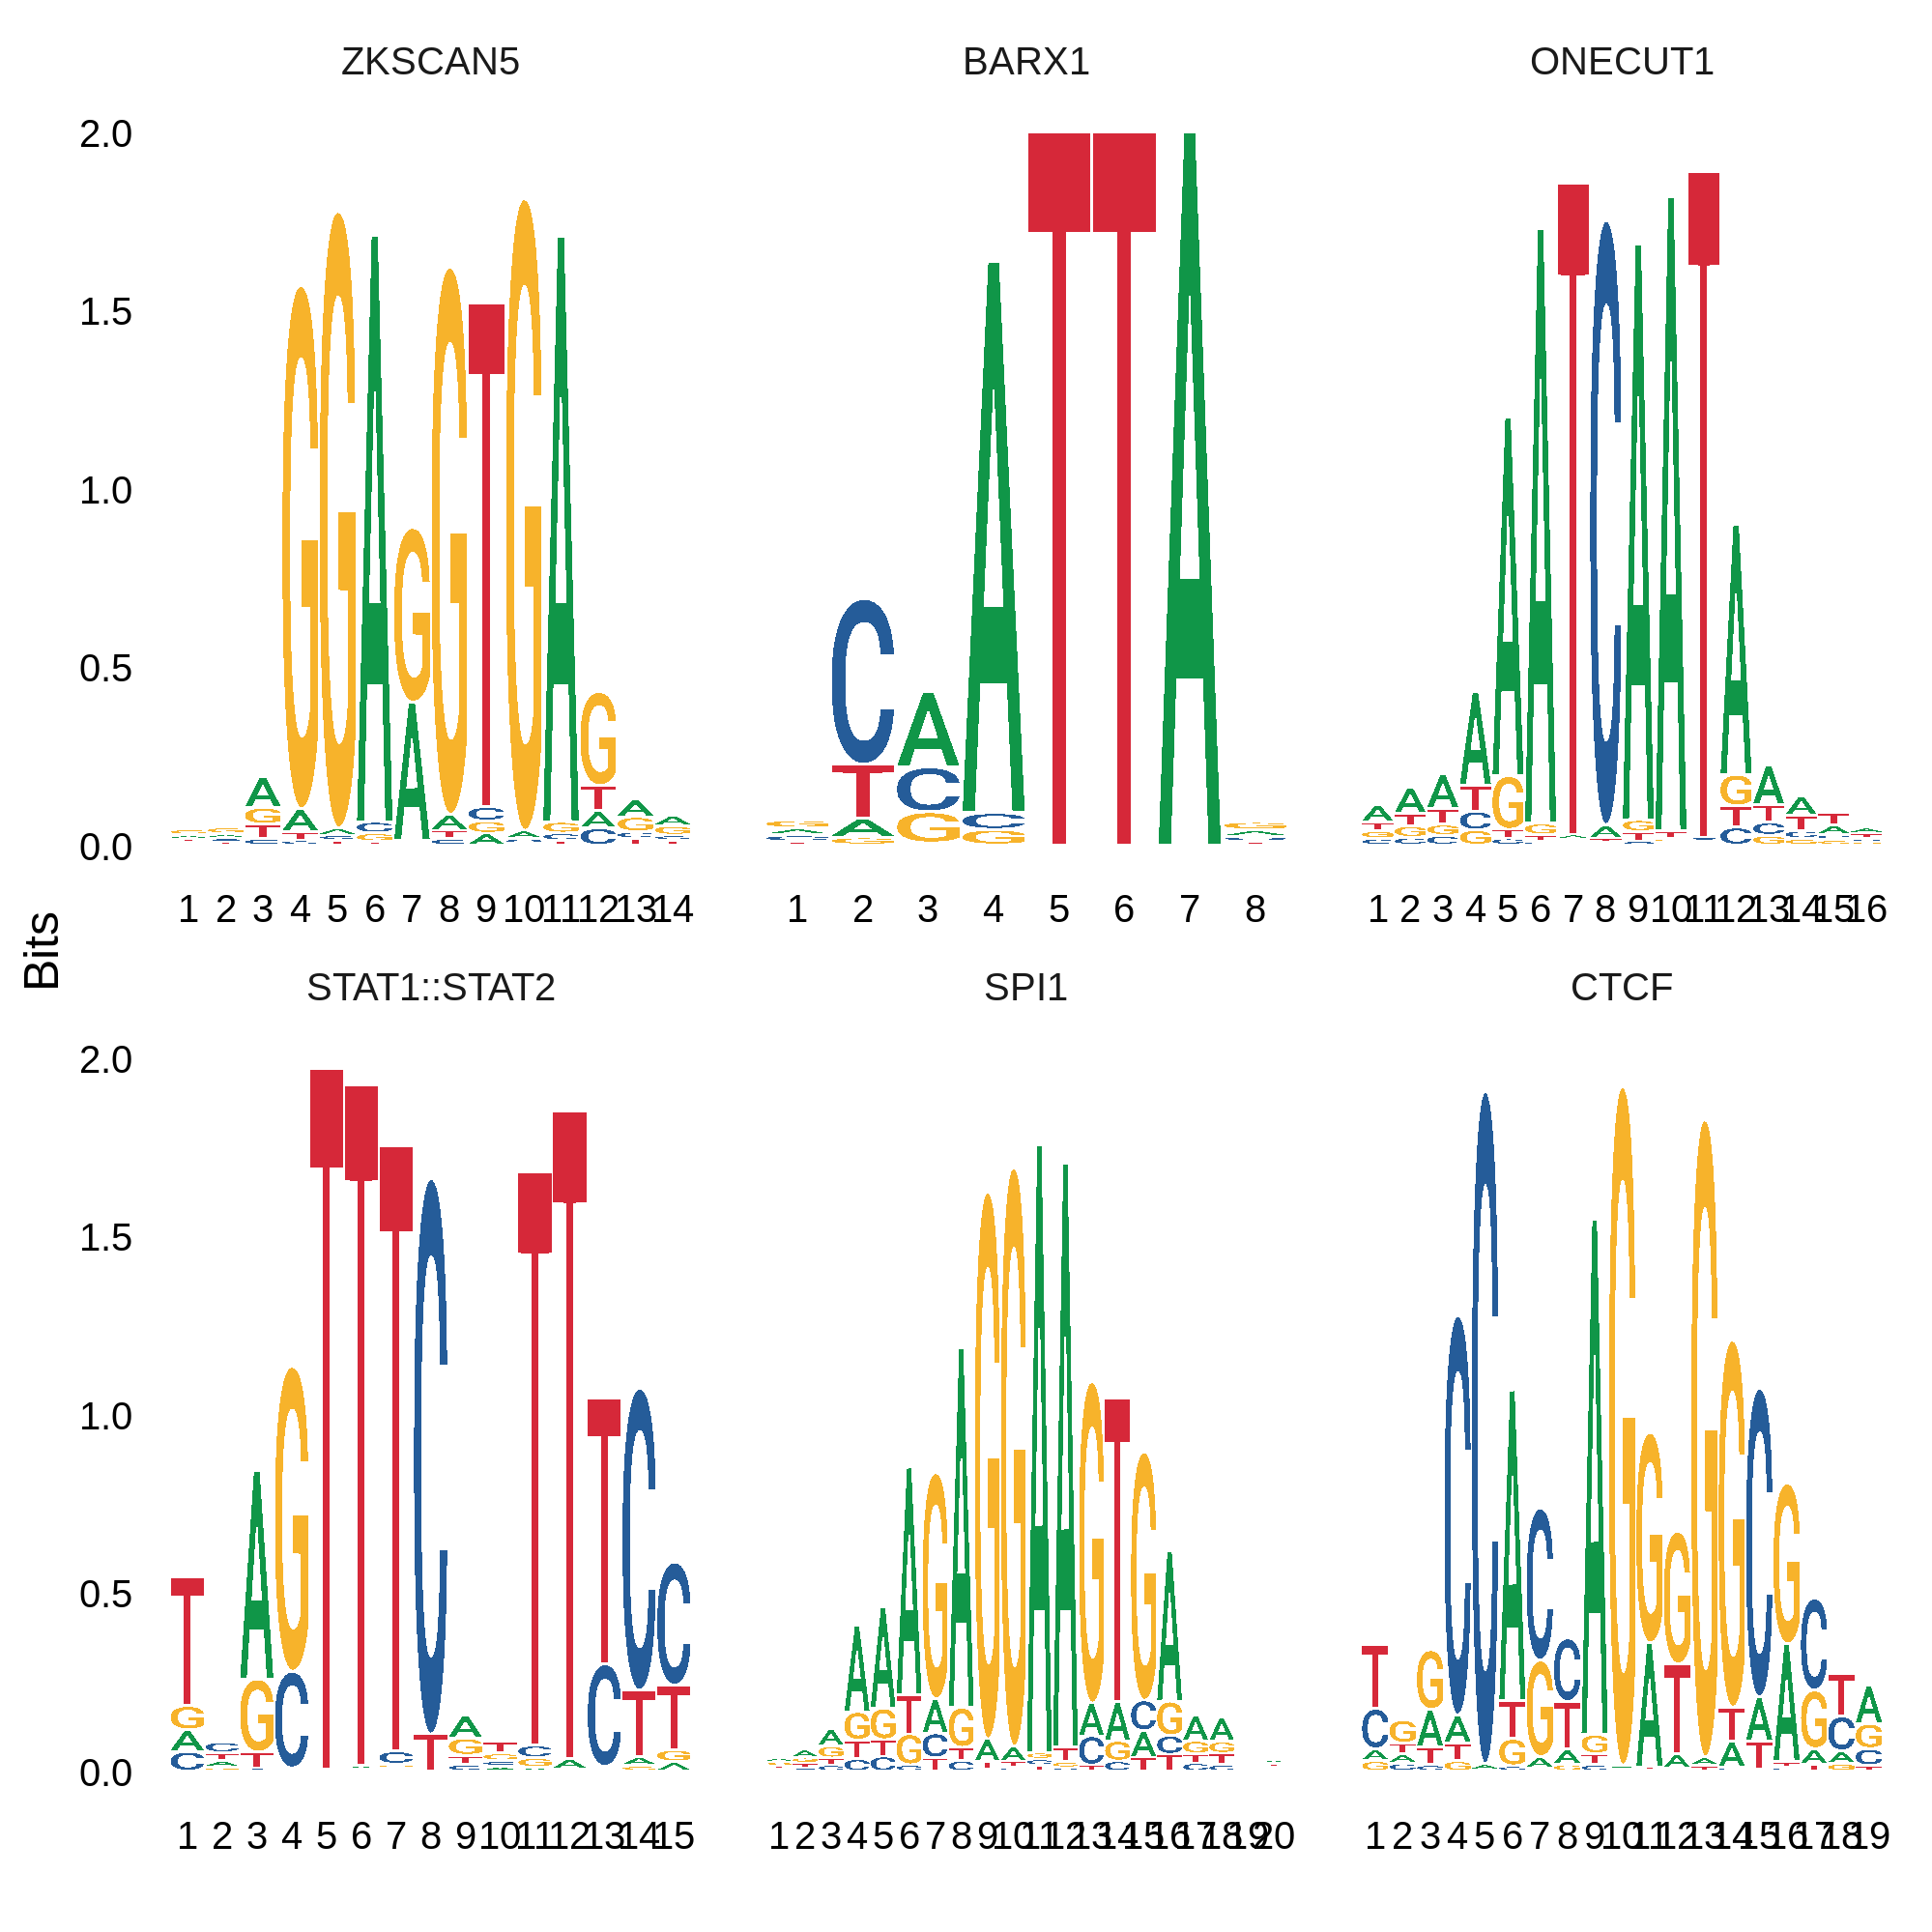 ZKSCAN5 BARX1 ONECUT1
2.0
1.5
1.0
0.5
0.0
1 2 3 4 5 6 7 8 9 10 11 12 13 14
1 2 3 4 5 6 7 8
1 2 3 4 5 6 7 8 9 10 11 12 13 14 15 16
Bits
STAT1::STAT2 SPI1 CTCF
2.0
1.5
1.0
0.5
0.0
1 2 3 4 5 6 7 8 9 10 11 12 13 14 15
1 2 3 4 5 6 7 8 9 10 11 12 13 14 15 16 17 18 19 20
1 2 3 4 5 6 7 8 9 10 11 12 13 14 15 16 17 18 19